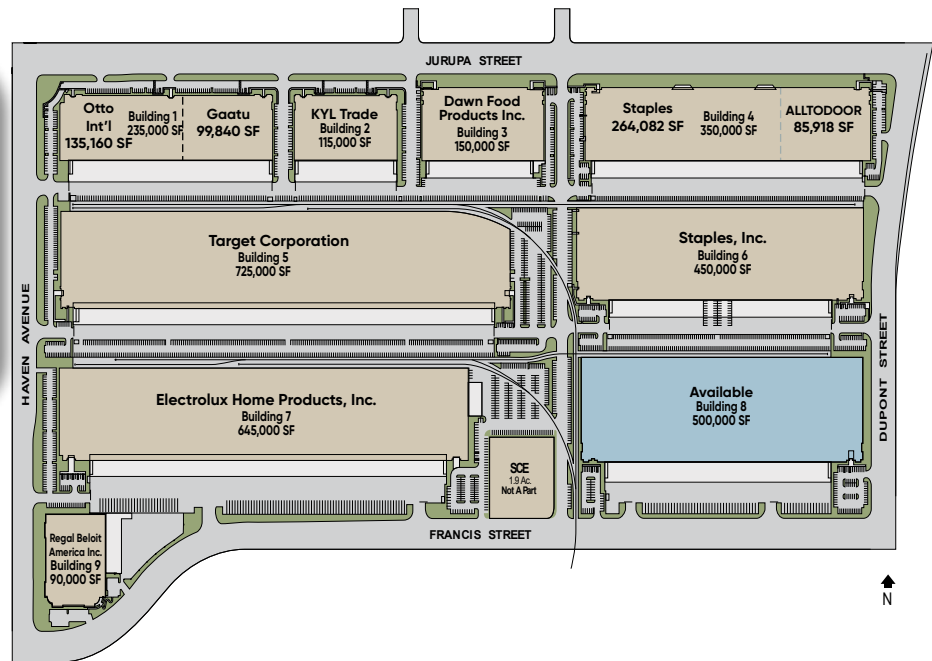 JURUPA STREET
Otto
Int'l
135,160 SF
Building 1
235,000 SF
Gaatu
99,840 SF
KYL Trade
Building 2
115,000 SF
Dawn Food
Products Inc.
Building 3
150,000 SF
Staples
264,082 SF
Building 4
350,000 SF
ALLTODOOR
85,918 SF
Target Corporation
Building 5
725,000 SF
Staples, Inc.
Building 6
450,000 SF
HAVEN AVENUE
DUPONT STREET
Electrolux Home Products, Inc.
Building 7
645,000 SF
Available
Building 8
500,000 SF
SCE
1.9 Ac.
Not A Part
FRANCIS STREET
Regal Beloit
America Inc.
Building 9
90,000 SF
N